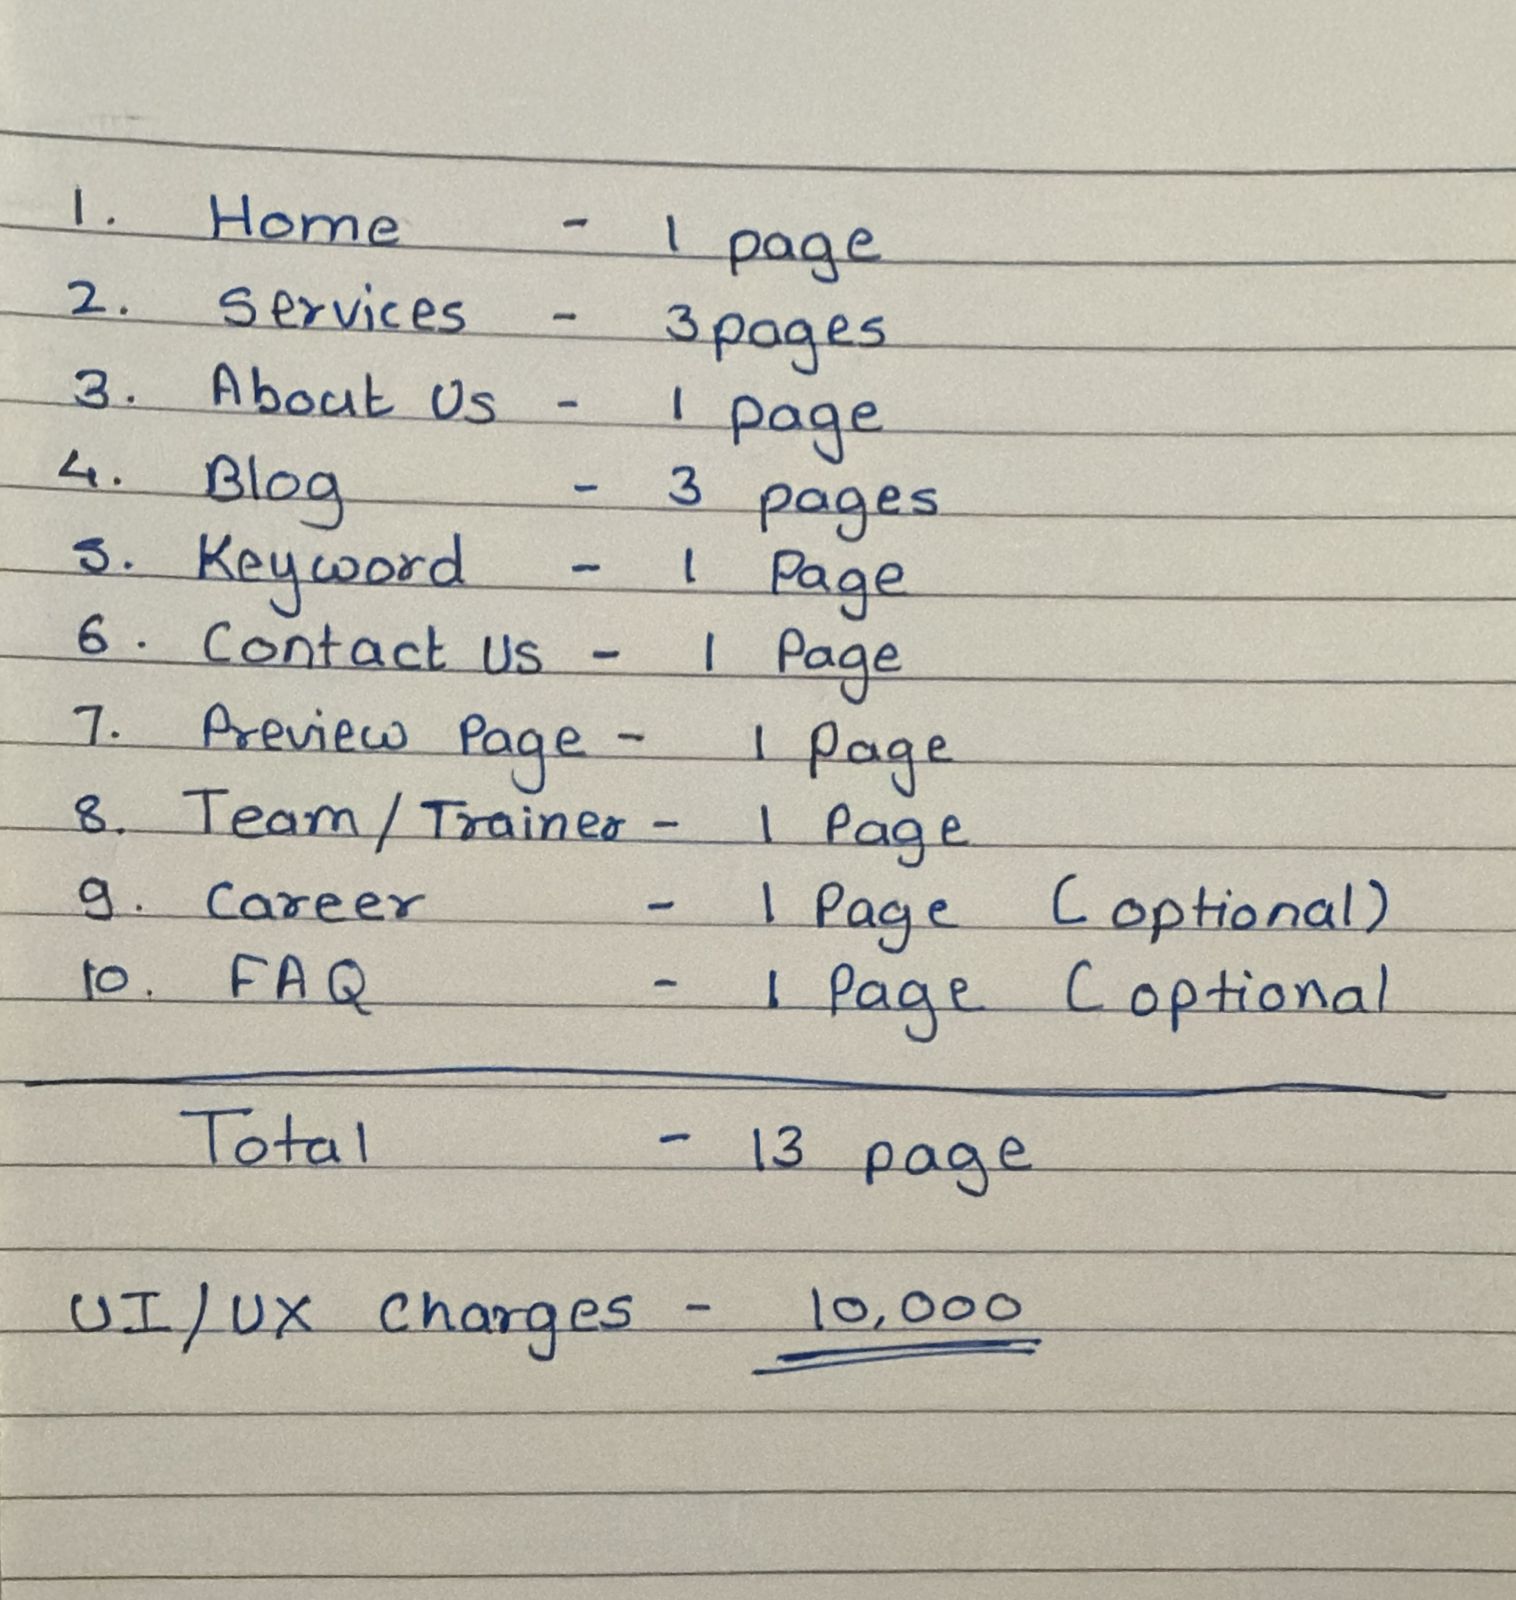 1. Home - 1 page
2. Services - 3 pages
3. About Us - 1 page
4. Blog - 3 pages
5. Keyword - 1 Page
6. Contact Us - 1 Page
7. Preview Page - 1 Page
8. Team/Trainer - 1 Page
9. Career - 1 Page (optional)
10. FAQ - 1 Page (optional
Total - 13 page
UI/UX Charges - 10,000